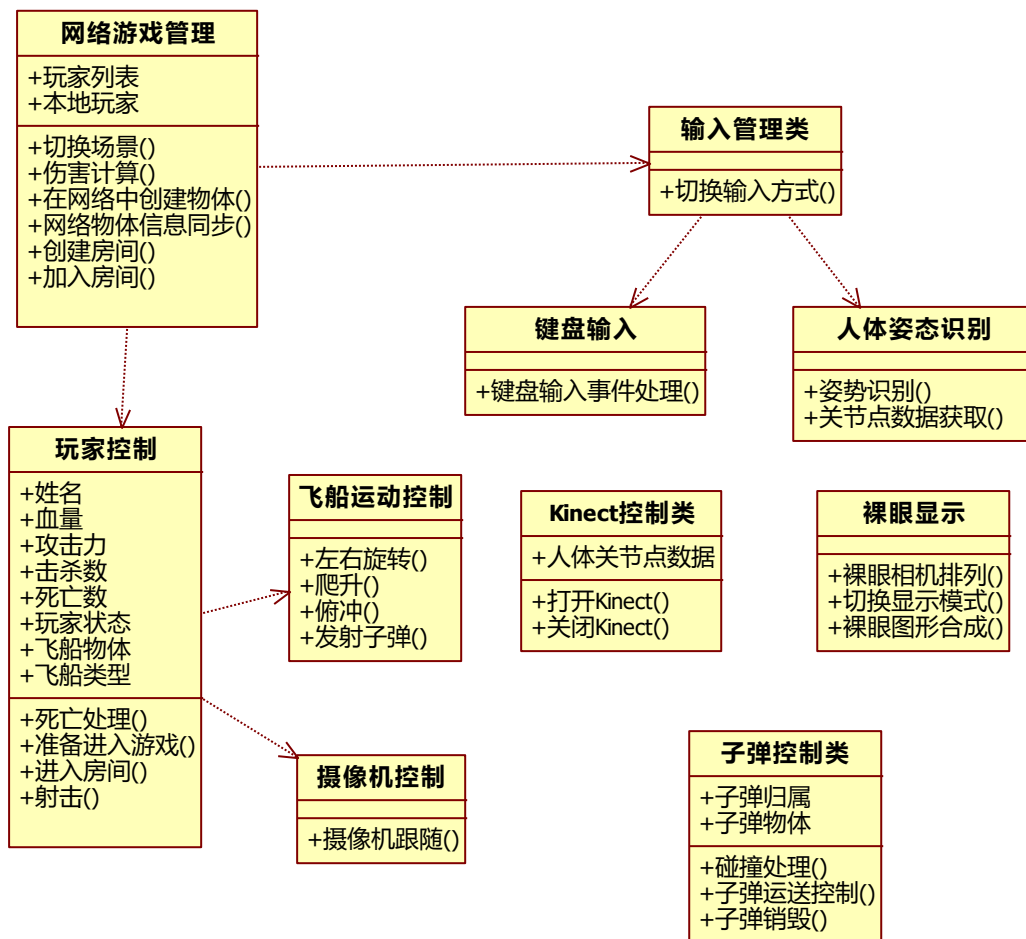 网络游戏管理
+玩家列表
+本地玩家
+切换场景()
+伤害计算()
+在网络中创建物体()
+网络物体信息同步()
+创建房间()
+加入房间()
输入管理类
+切换输入方式()
键盘输入
+键盘输入事件处理()
人体姿态识别
+姿势识别()
+关节点数据获取()
玩家控制
+姓名
+血量
+攻击力
+击杀数
+死亡数
+玩家状态
+飞船物体
+飞船类型
+死亡处理()
+准备进入游戏()
+进入房间()
+射击()
飞船运动控制
+左右旋转()
+爬升()
+俯冲()
+发射子弹()
Kinect控制类
+人体关节点数据
+打开Kinect()
+关闭Kinect()
裸眼显示
+裸眼相机排列()
+切换显示模式()
+裸眼图形合成()
摄像机控制
+摄像机跟随()
子弹控制类
+子弹归属
+子弹物体
+碰撞处理()
+子弹运送控制()
+子弹销毁()